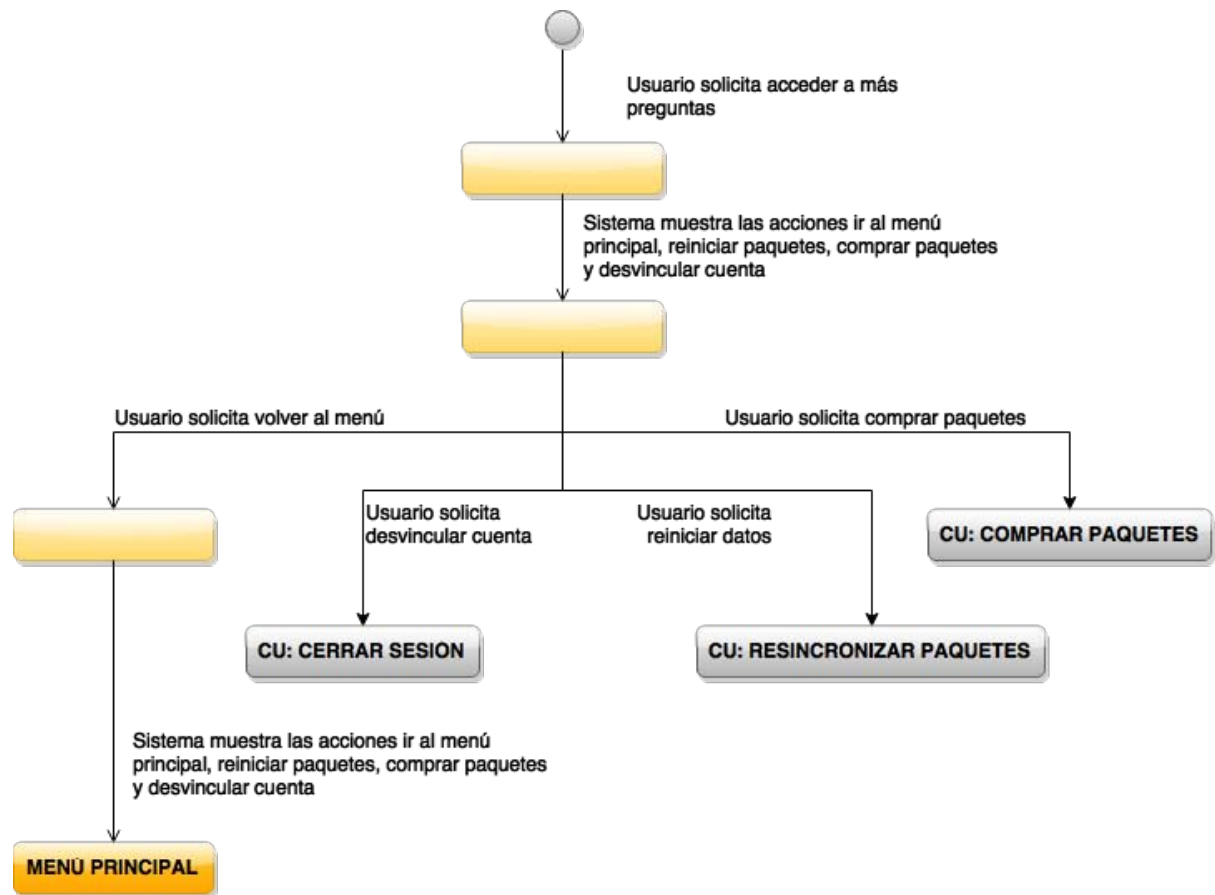 Usuario solicita acceder a más
preguntas
Sistema muestra las acciones ir al menú
principal, reiniciar paquetes, comprar paquetes
y desvincular cuenta
Usuario solicita volver al menú
Usuario solicita comprar paquetes
Usuario solicita
desvincular cuenta
Usuario solicita
reiniciar datos
CU: COMPRAR PAQUETES
CU: CERRAR SESIÓN
CU: RESINCRONIZAR PAQUETES
Sistema muestra las acciones ir al menú
principal, reiniciar paquetes, comprar paquetes
y desvincular cuenta
MENÚ PRINCIPAL